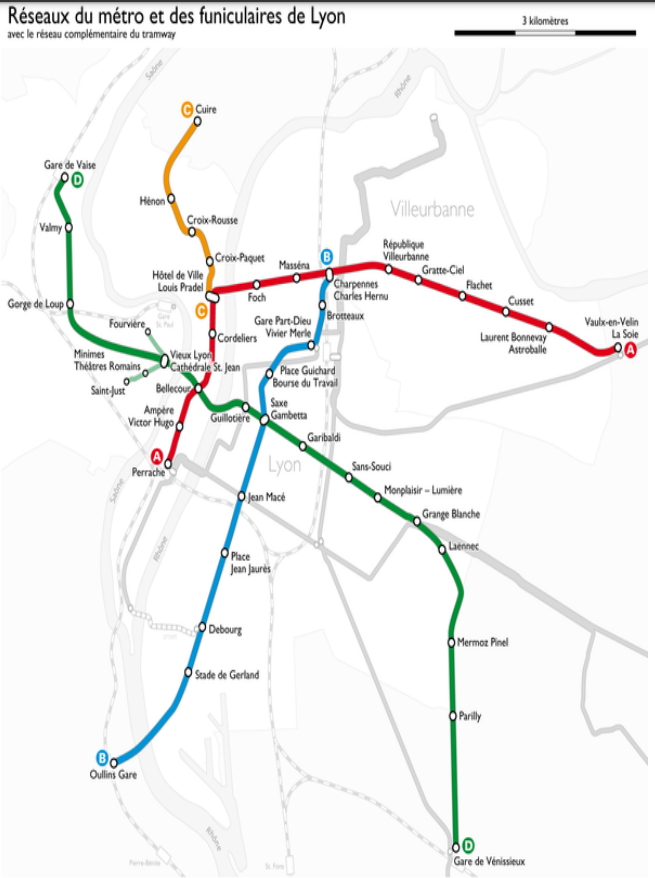 Réseaux du métro et des funiculaires de Lyon
avec le réseau complémentaire du tramway
3 kilomètres
Saône
Rhône
C
Cuire
Gare de Vaise
D
Hénon
Villeurbanne
Croix-Rousse
Valmy
République
Villeurbanne
B
Croix-Paquet
Masséna
Gratte-Ciel
Hôtel de Ville
Louis Pradel
Charpennes
Charles Hernu
Flachet
Foch
Cusset
Gorge de Loup
C
Gare
St. Paul
Brotteaux
Vaulx-en-Velin
La Soie
Fourvière
Gare Part-Dieu
Vivier Merle
Laurent Bonnevay
Astroballe
A
Cordeliers
Minimes
Théâtres Romains
Vieux Lyon
Cathédrale St. Jean
Place Guichard
Bourse du Travail
Saint-Just
Bellecour
Saxe
Gambetta
Ampère
Victor Hugo
Guillotière
Garibaldi
A
Perrache
Lyon
Sans-Souci
Saône
Jean Macé
Monplaisir – Lumière
Grange Blanche
Rhône
Laënnec
Place
Jean Jaurès
Debourg
Mermoz Pinel
Stade de Gerland
Parilly
B
Oullins Gare
Rhône
D
Gare de Vénissieux
Pierre-Bénite
St. Fons